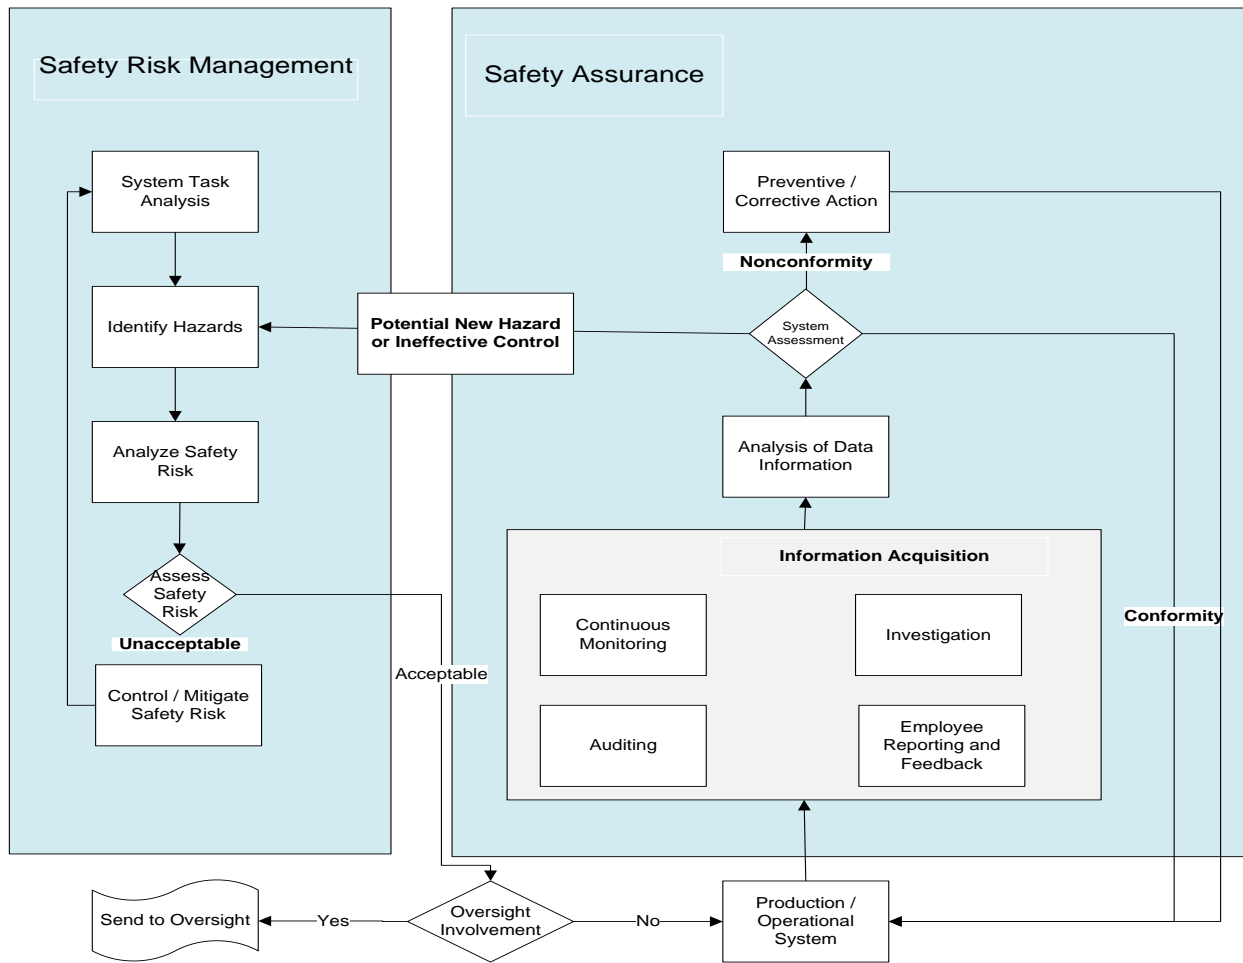 Safety Risk Management
System Task
Analysis
Identify Hazards
Analyze Safety
Risk
Assess
Safety
Risk
Unacceptable
Control / Mitigate
Safety Risk
Acceptable
Safety Assurance
Preventive /
Corrective Action
Nonconformity
System
Assessment
Potential New Hazard
or Ineffective Control
Analysis of Data
Information
Information Acquisition
Continuous
Monitoring
Investigation
Auditing
Employee
Reporting and
Feedback
Conformity
Send to Oversight
Yes
Oversight
Involvement
No
Production /
Operational
System